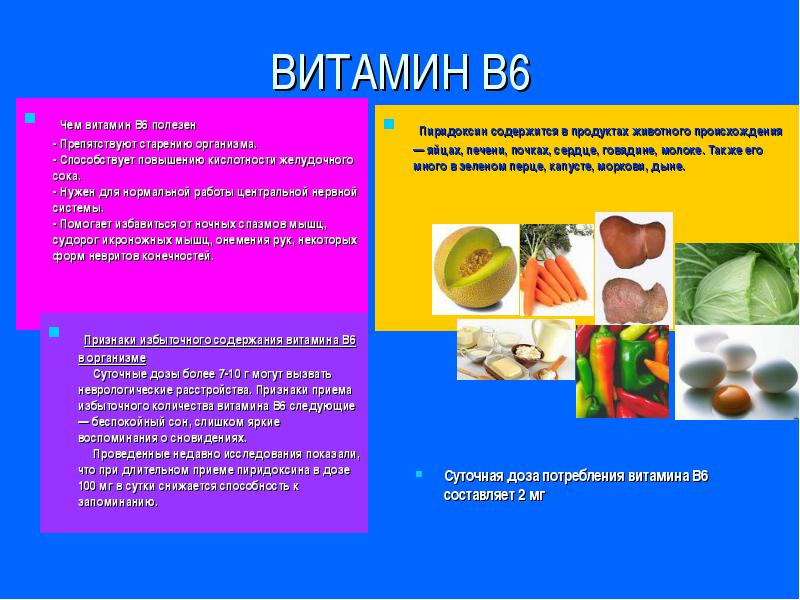 ВИТАМИН В6
Чем витамин В6 полезен
- Препятствуют старению организма.
- Способствует повышению кислотности желудочного
сока.
- Нужен для нормальной работы центральной нервной
системы.
- Помогает избавиться от ночных спазмов мышц,
судорог икроножных мышц, онемения рук, некоторых
форм невритов конечностей.
Пиридоксин содержится в продуктах животного происхождения
— яйцах, печени, почках, сердце, говядине, молоке. Также его
много в зеленом перце, капусте, моркови, дыне.
Признаки избыточного содержания витамина В6
в организме
Суточные дозы более 7-10 г могут вызвать
неврологические расстройства. Признаки приема
избыточного количества витамина В6 следующие
— беспокойный сон, слишком яркие
воспоминания о сновидениях.
Проведенные недавно исследования показали,
что при длительном приеме пиридоксина в дозе
100 мг в сутки снижается способность к
запоминанию.
Суточная доза потребления витамина В6
составляет 2 мг